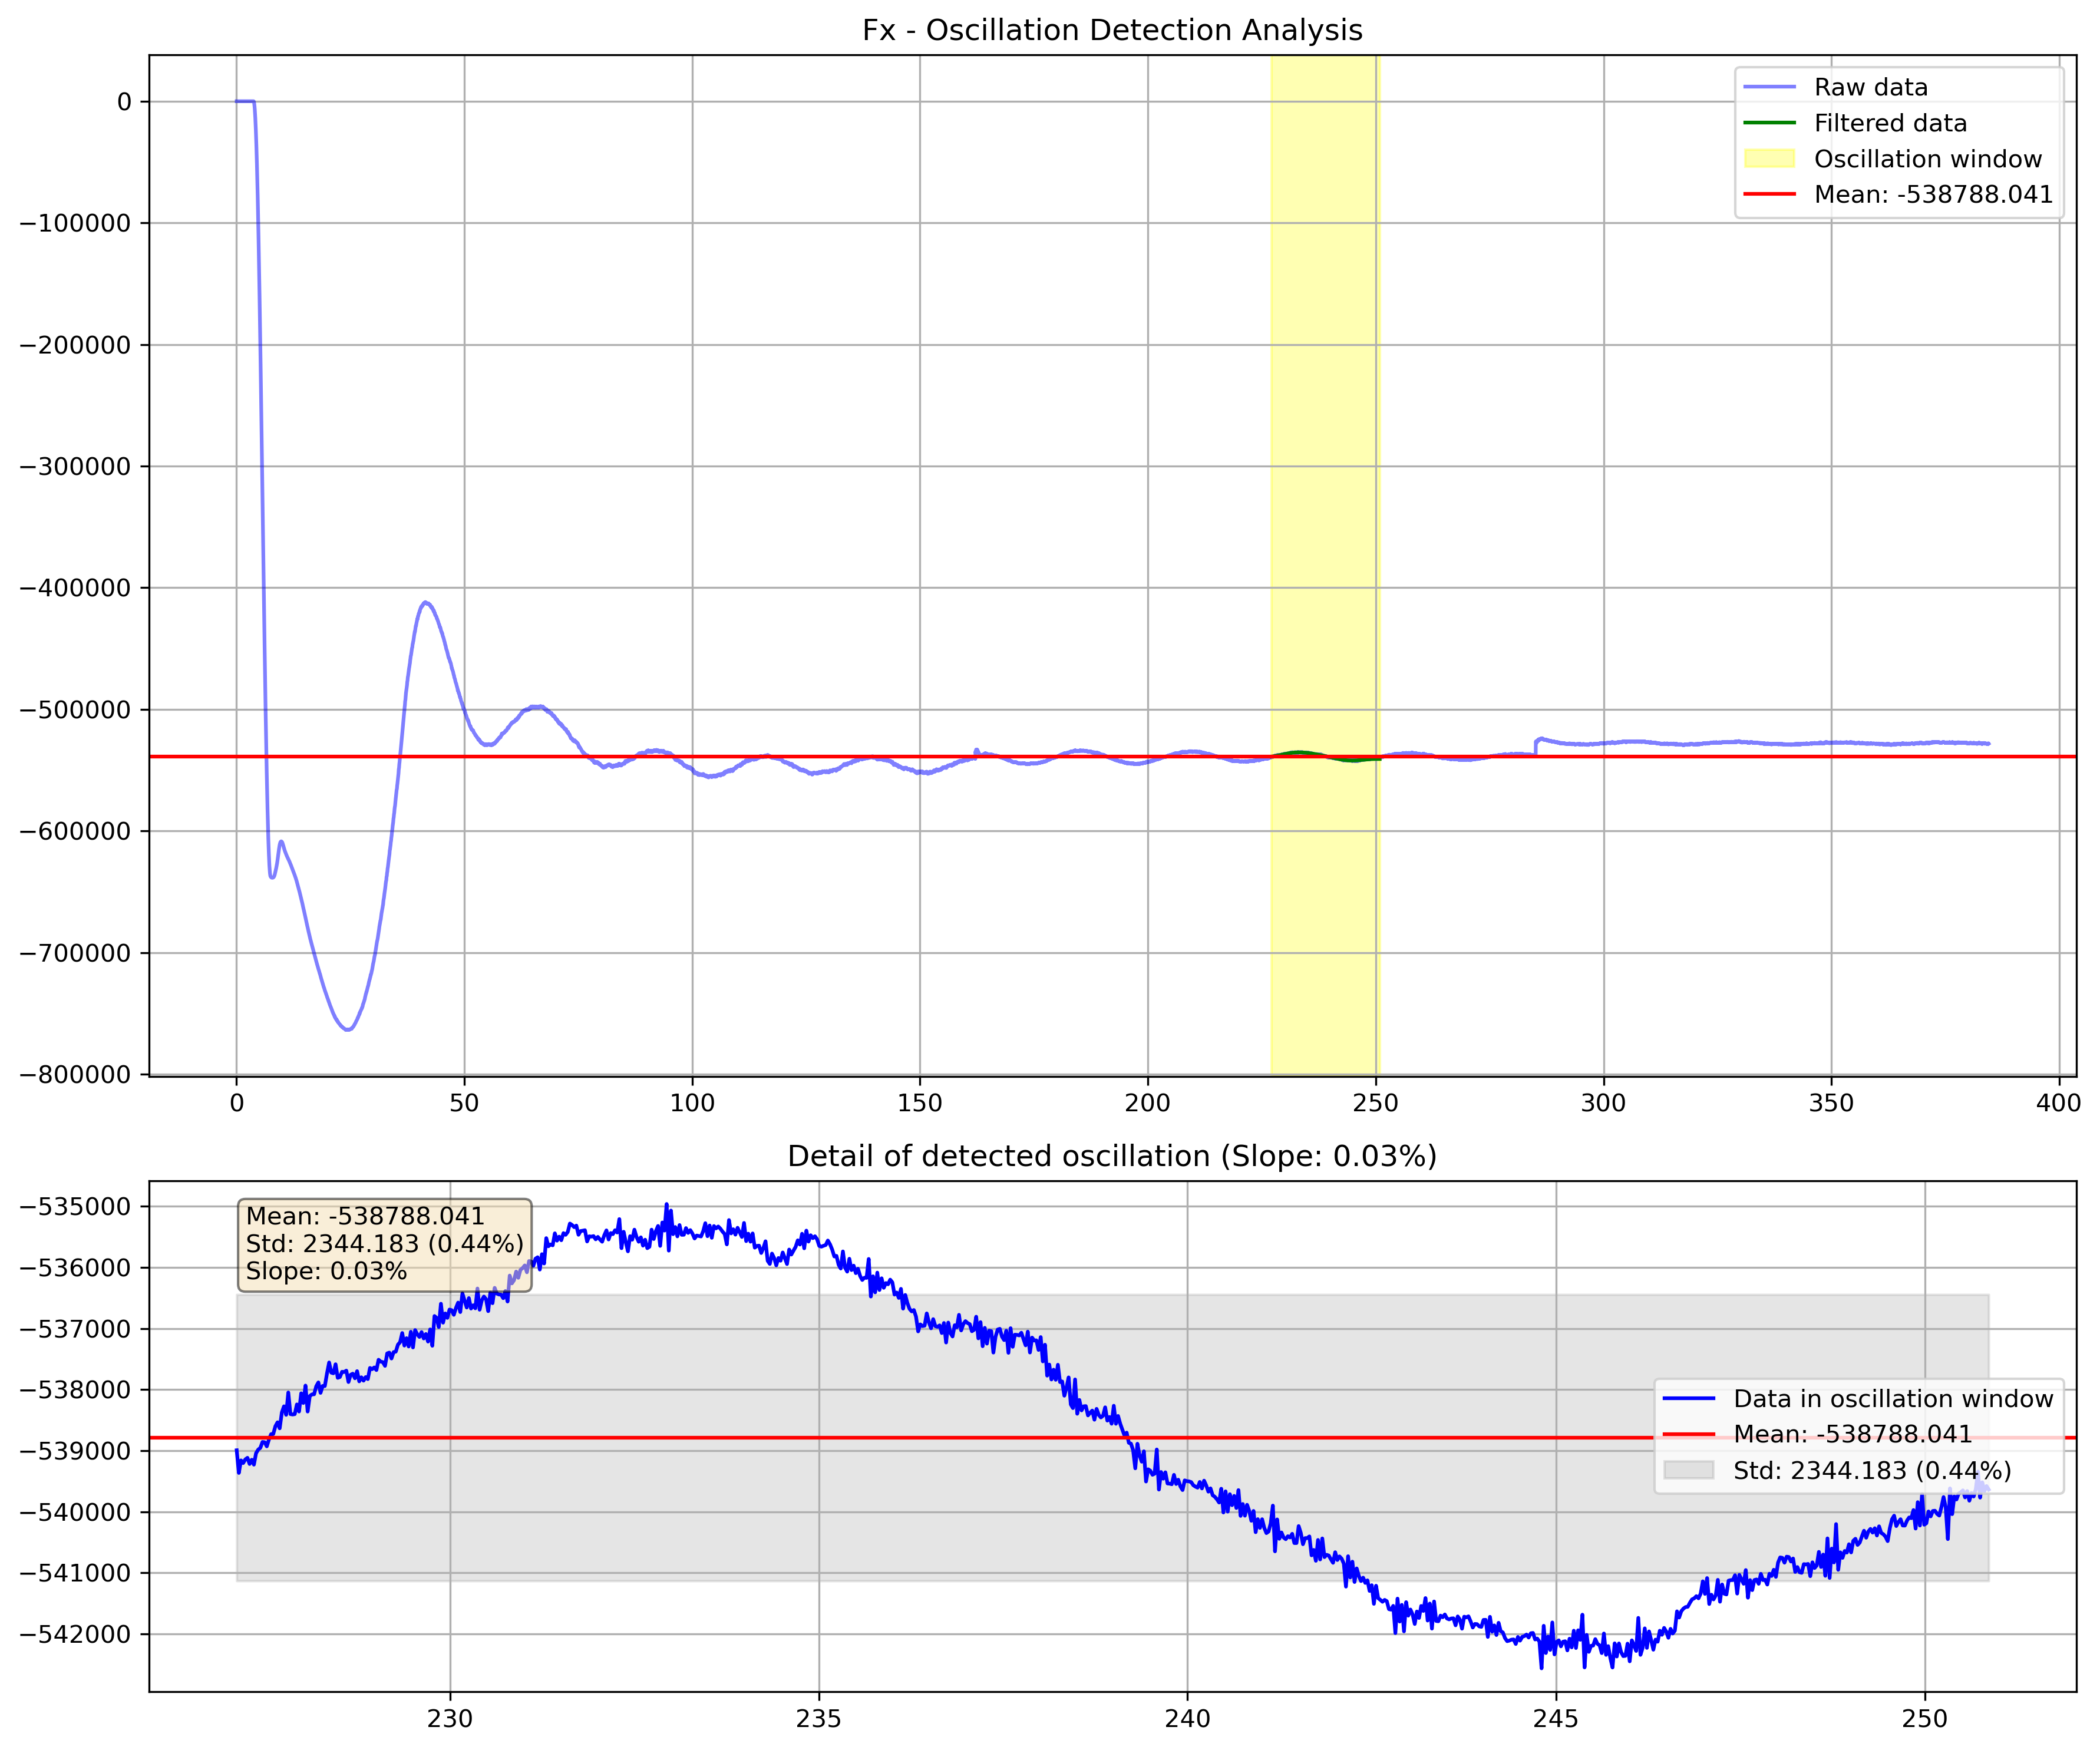 Fx - Oscillation Detection Analysis
Raw data
Filtered data
Oscillation window
Mean: -538788.041
0
−100000
−200000
−300000
−400000
−500000
−600000
−700000
−800000
0 50 100 150 200 250 300 350 400
Detail of detected oscillation (Slope: 0.03%)
Mean: -538788.041
Std: 2344.183 (0.44%)
Slope: 0.03%
Data in oscillation window
Mean: -538788.041
Std: 2344.183 (0.44%)
−535000
−536000
−537000
−538000
−539000
−540000
−541000
−542000
230 235 240 245 250